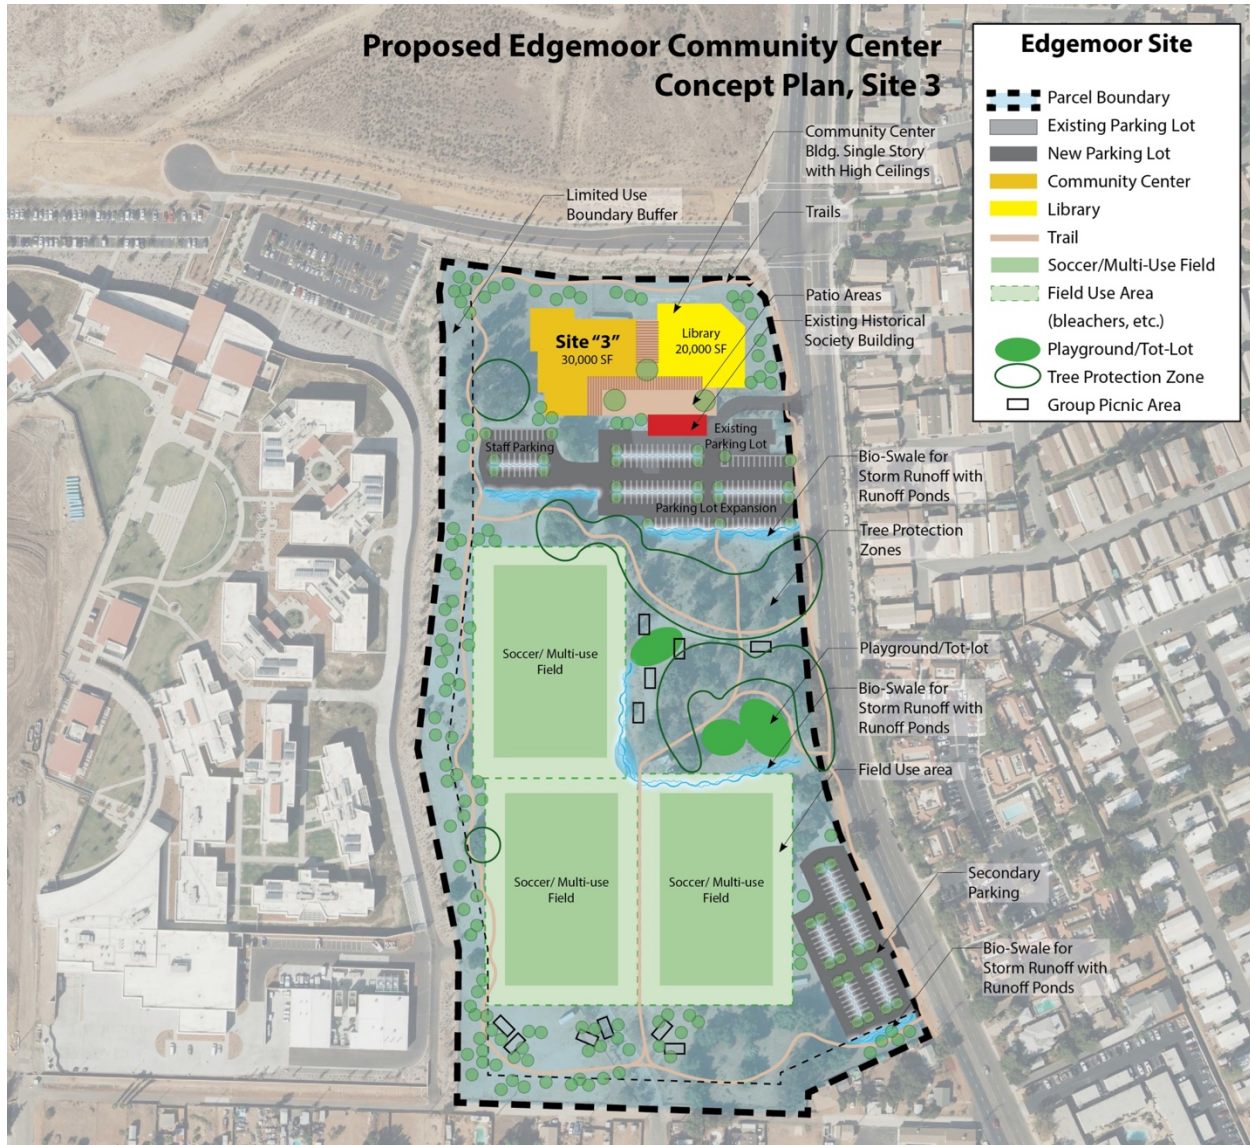 Proposed Edgemoor Community Center
Concept Plan, Site 3
Edgemoor Site
Parcel Boundary
Existing Parking Lot
New Parking Lot
Community Center
Library
Trail
Soccer/Multi-Use Field
Field Use Area
(bleachers, etc.)
Playground/Tot-Lot
Tree Protection Zone
Group Picnic Area
Community Center
Bldg. Single Story
with High Ceilings
Limited Use
Boundary Buffer
Trails
Patio Areas
Existing Historical
Society Building
Site “3”
30,000 SF
Library
20,000 SF
Existing
Parking Lot
Staff Parking
Parking Lot Expansion
Bio-Swale for
Storm Runoff with
Runoff Ponds
Tree Protection
Zones
Soccer/ Multi-use
Field
Playground/Tot-lot
Bio-Swale for
Storm Runoff with
Runoff Ponds
Field Use area
Soccer/ Multi-use
Field
Soccer/ Multi-use
Field
Secondary
Parking
Bio-Swale for
Storm Runoff with
Runoff Ponds